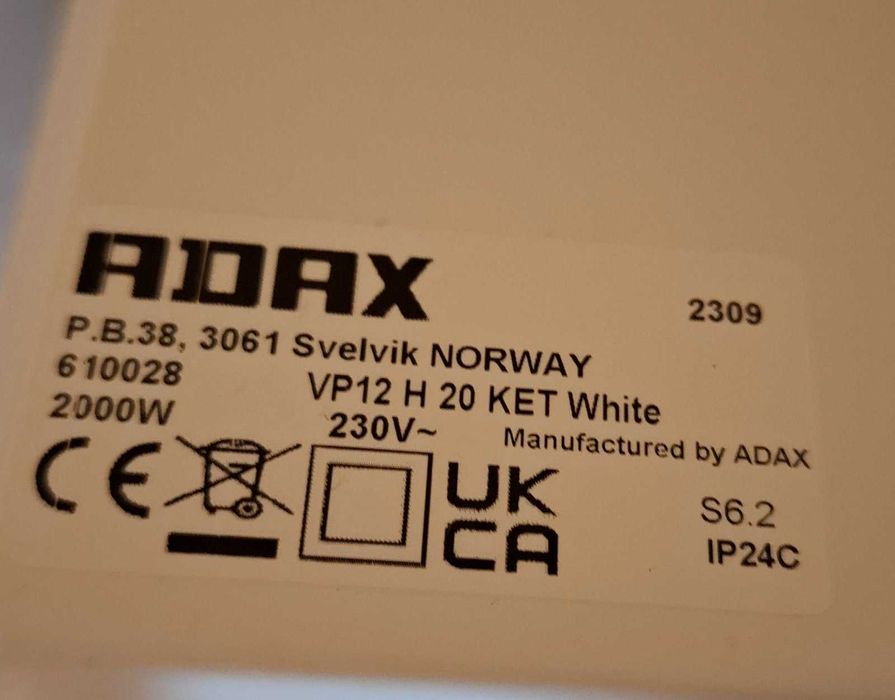 ADAX
2309
P.B.38, 3061 Svelvik NORWAY
610028
VP12 H 20 KET White
2000W
230V~
Manufactured by ADAX
CE
UK
CA
S6.2
IP24C